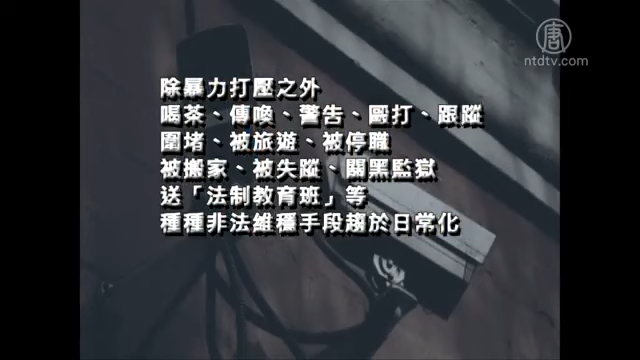 唐
ntdtv.com
除暴力打壓之外
喝茶、傳喚、警告、毆打、跟蹤
圍堵、被旅遊、被停職
被搬家、被失蹤、關黑監獄
送「法制教育班」等
種種非法維穩手段趨於日常化